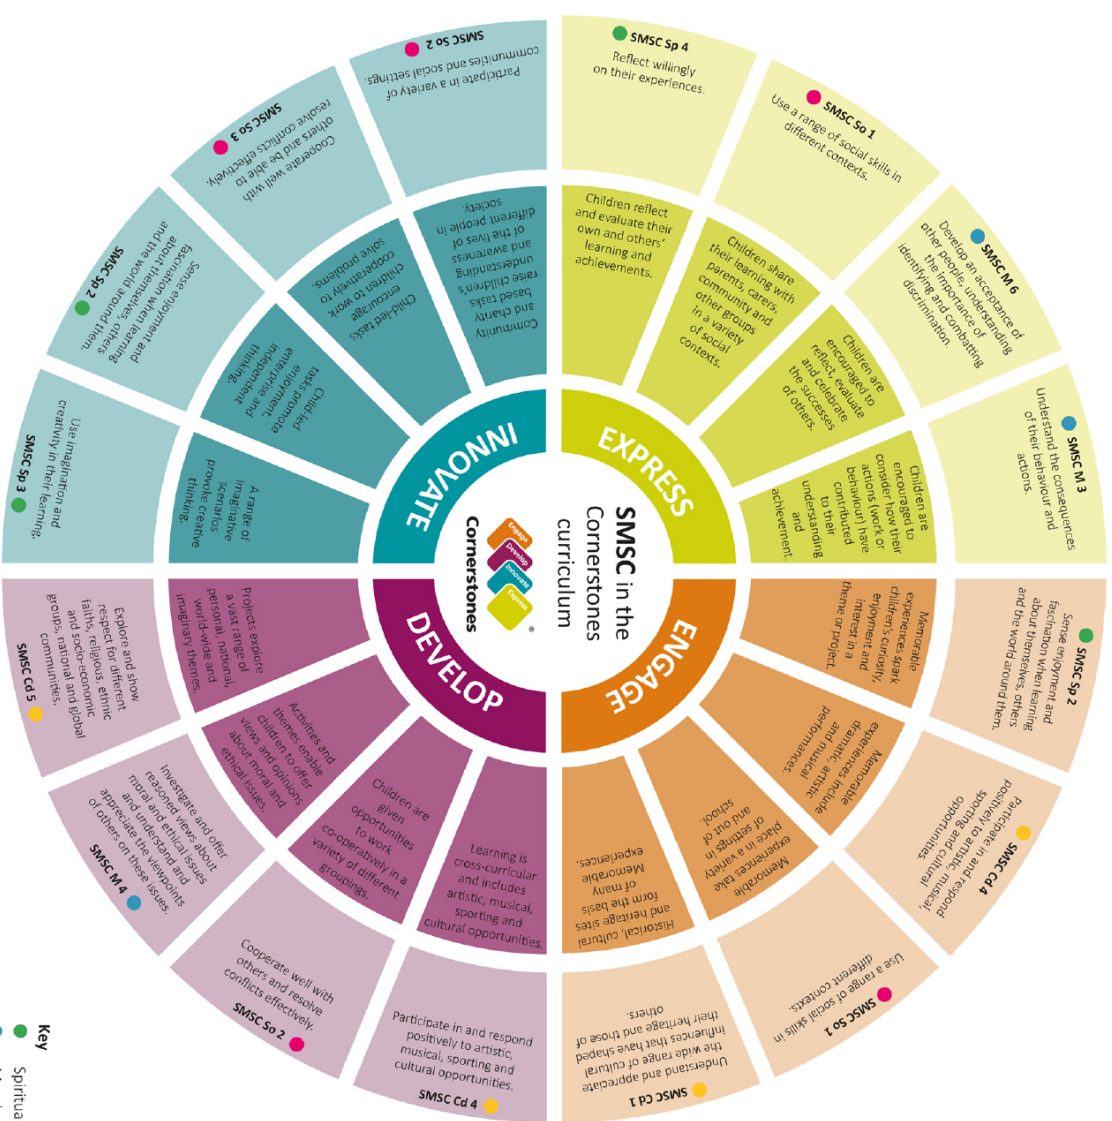 SMSC in the
Cornerstones
curriculum
Engage
Develop
Innovate
Express
Cornerstones
®
ENGAGE
SMSC Sp 2
Sense enjoyment and
fascination when learning
about themselves, others
and the world around them.
Memorable
experiences spark
children's curiosity,
enjoyment and
interest in a
theme or project.
SMSC Cd 4
Participate in and respond
positively to artistic, musical,
sporting and cultural
opportunities.
Memorable
experiences include
dramatic, artistic
and musical
performances.
SMSC So 1
Use a range of social skills in
different contexts.
Memorable
experiences take
place in a variety
of settings in
and out of
school.
SMSC Cd 1
Understand and appreciate
the wide range of cultural
influences that have shaped
their heritage and those of
others.
Historical, cultural
and heritage sites
form the basis
of many
Memorable
experiences.
DEVELOP
Learning is
cross-curricular
and includes
artistic, musical,
sporting and
cultural opportunities.
Participate in and respond
positively to artistic,
musical, sporting and
cultural opportunities.
SMSC Cd 4
Children are
given
opportunities
to work
co-operatively in a
variety of different
groupings.
Cooperate well with
others and resolve
conflicts effectively.
SMSC So 2
Activities and
themes enable
children to offer
views and opinions
about moral and
ethical issues.
Investigate and offer
reasoned views about
moral and ethical issues
and understand and
appreciate the viewpoints
of others on these issues.
SMSC M 4
Projects explore
a vast range of
personal, national,
world-wide and
imaginary themes.
Explore and show
respect for different
faiths, religious, ethnic
and socio-economic
groups, national and global
communities.
SMSC Cd 5
INNOVATE
A range of
imaginative
scenarios
provoke creative
thinking.
Use imagination and
creativity in their learning.
SMSC Sp 3
Child-led
tasks promote
enjoyment,
enterprise and
independent
thinking.
Sense enjoyment and
fascination when learning
about themselves, others
and the world around them.
SMSC Sp 2
Child-led tasks
encourage
children to work
cooperatively to
solve problems.
Cooperate well with
others and be able to
resolve conflicts effectively.
SMSC So 3
Community
and charity
based tasks
raise children's
understanding
and awareness
of the lives of
different people in
society.
Participate in a variety of
communities and social settings.
SMSC So 2
EXPRESS
SMSC Sp 4
Reflect willingly
on their experiences.
Children reflect
and evaluate their
own and others'
learning and
achievements.
SMSC So 1
Use a range of social skills in
different contexts.
Children share
their learning with
parents, carers,
community and
other groups
in a variety
of social
contexts.
SMSC M 6
Develop an acceptance of
other people, understanding
the importance of
identifying and combatting
discrimination.
Children are
encouraged to
reflect, evaluate
and celebrate
the successes
of others.
SMSC M 3
Understand the consequences
of their behaviour and
actions.
Children are
encouraged to
consider how their
actions (work or
behaviour) have
contributed
to their
understanding
and
achievement.
Key
Spiritua